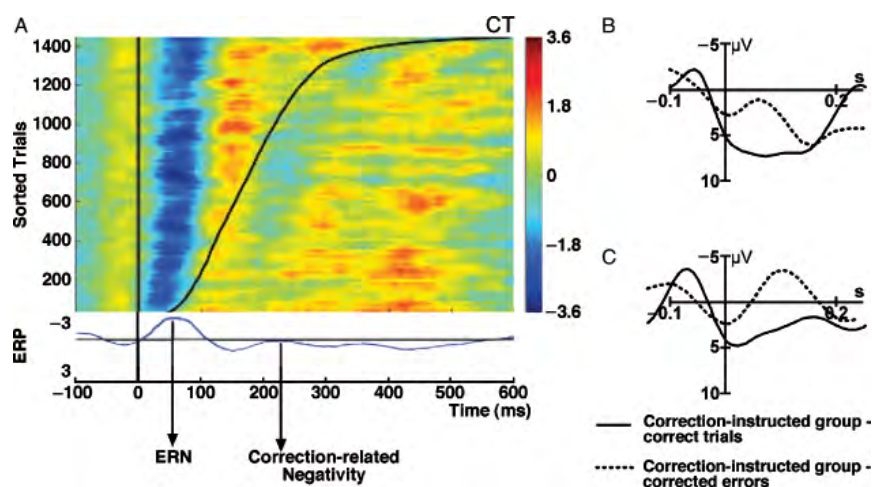 A
CT
1400
1200
1000
800
600
400
200
Sorted Trials
3.6
1.8
0
−1.8
−3.6
−3
3
ERP
−100 0 100 200 300 400 500 600
Time (ms)
ERN
Correction-related
Negativity
B
−5
µV
s
−0.1
0.2
5
10
C
−5
µV
s
−0.1
0.2
5
10
Correction-instructed group -
correct trials
Correction-instructed group -
corrected errors